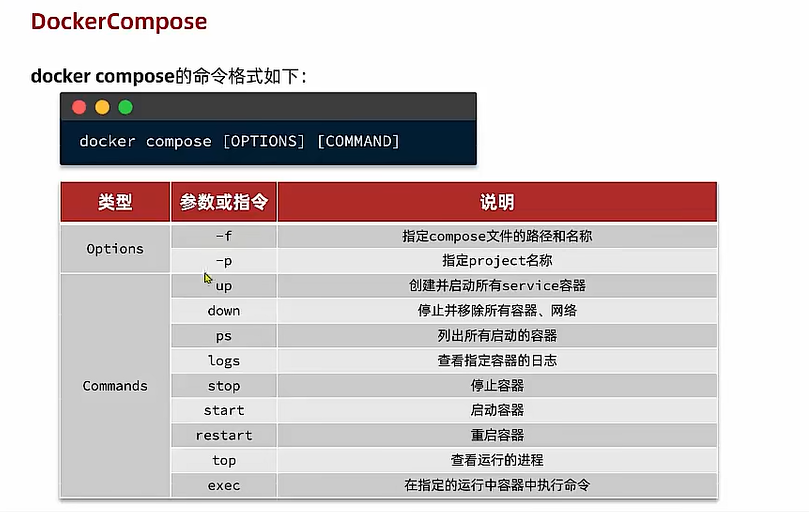 DockerCompose
docker compose的命令格式如下：
docker compose [OPTIONS] [COMMAND]
类型 参数或指令 说明
Options
-f 指定compose文件的路径和名称
-p 指定project名称
Commands
up 创建并启动所有service容器
down 停止并移除所有容器、网络
ps 列出所有启动的容器
logs 查看指定容器的日志
stop 停止容器
start 启动容器
restart 重启容器
top 查看运行的进程
exec 在指定的运行中容器中执行命令